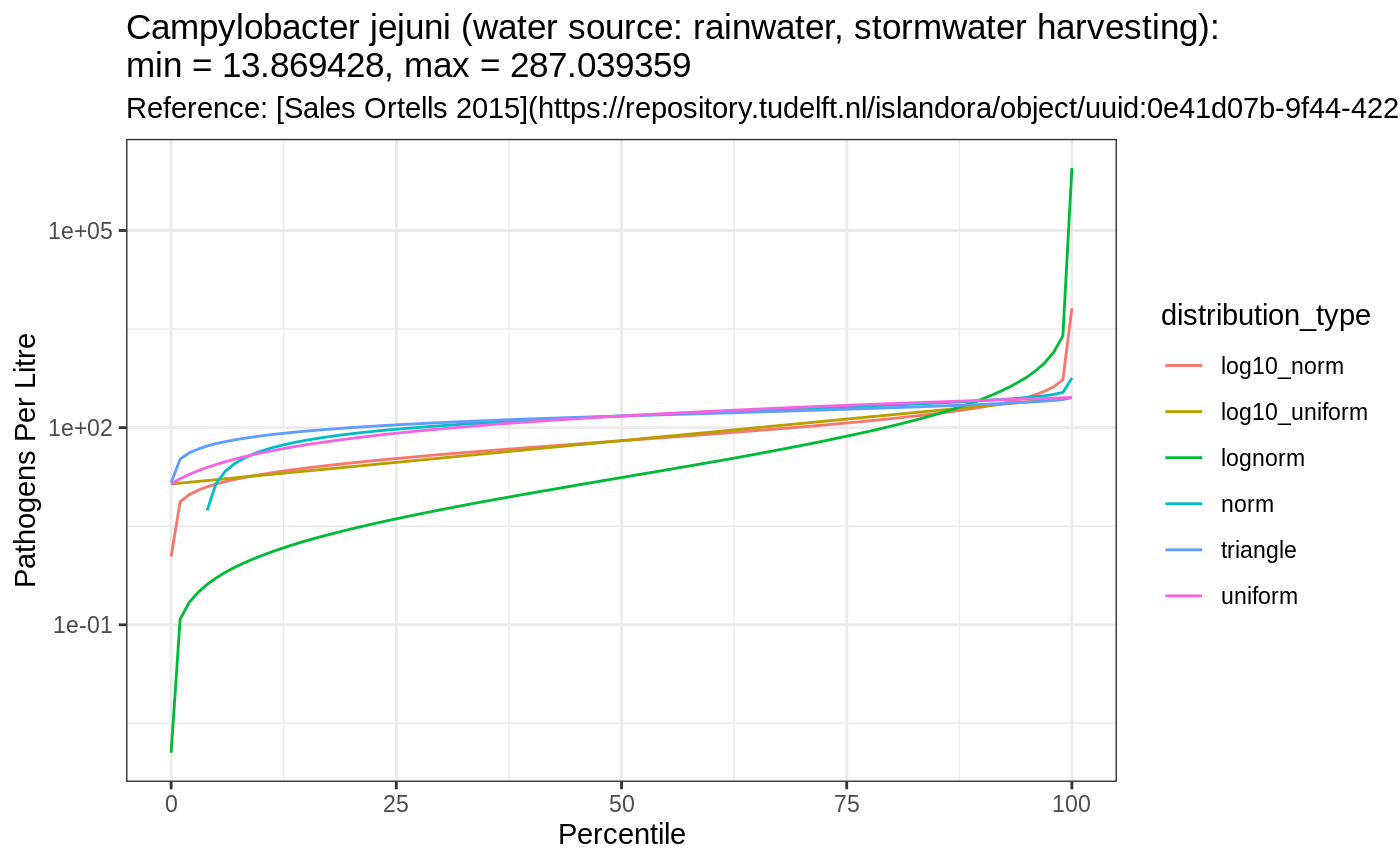 Campylobacter jejuni (water source: rainwater, stormwater harvesting):
min = 13.869428, max = 287.039359
Reference: [Sales Ortells 2015](https://repository.tudelft.nl/islandora/object/uuid:0e41d07b-9f44-422
1e+05
1e+02
1e-01
Pathogens Per Litre
0 25 50 75 100
Percentile
distribution_type
log10_norm
log10_uniform
lognorm
norm
triangle
uniform